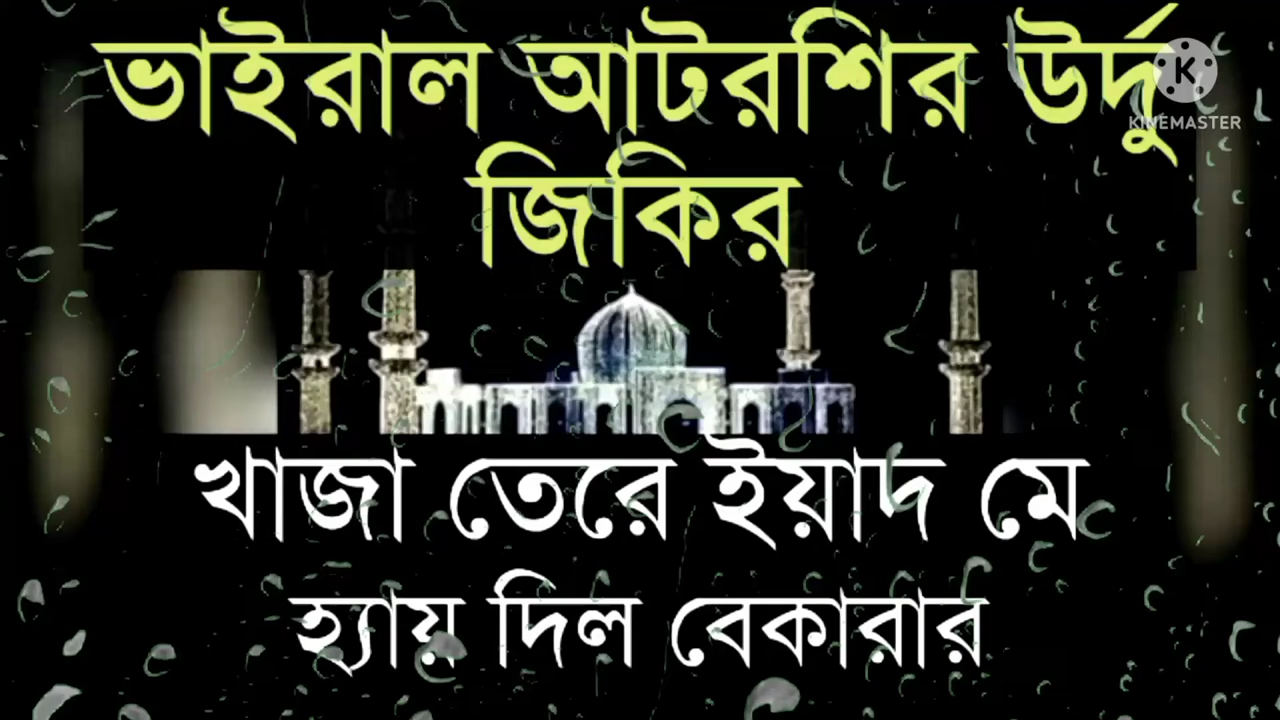 ভাইরাল আটরশির উর্দু
KINEMASTER
জিকির
খাজা তেরে ইয়াদ মে
হ্যায় দিল বেকারার